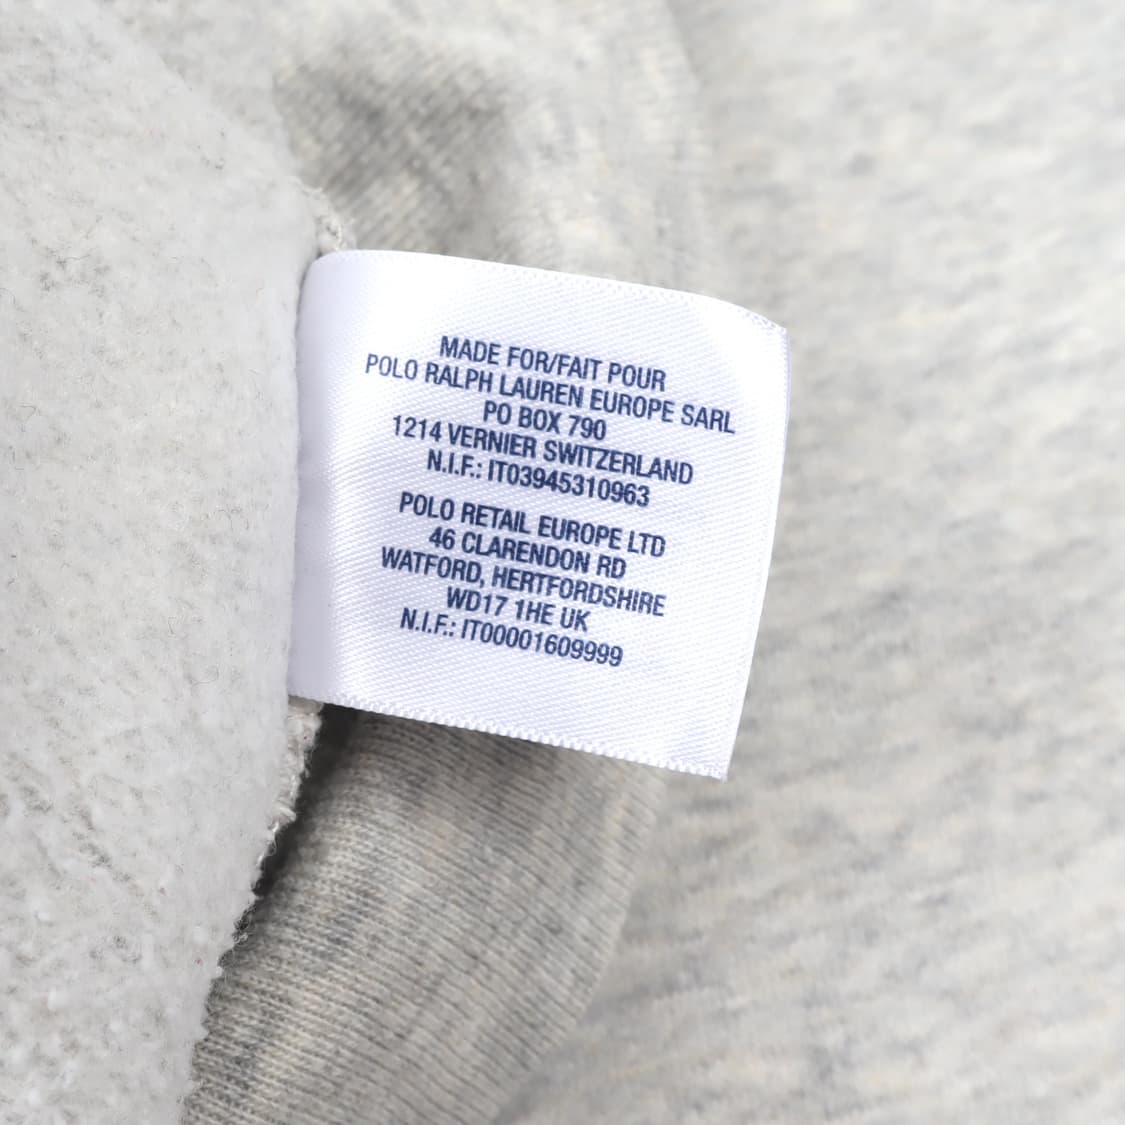 MADE FOR/FAIT POUR
POLO RALPH LAUREN EUROPE SARL
PO BOX 790
1214 VERNIER SWITZERLAND
N.I.F.: IT03945310963
POLO RETAIL EUROPE LTD
46 CLARENDON RD
WATFORD, HERTFORDSHIRE
WD17 1HE UK
N.I.F.: IT00001609999